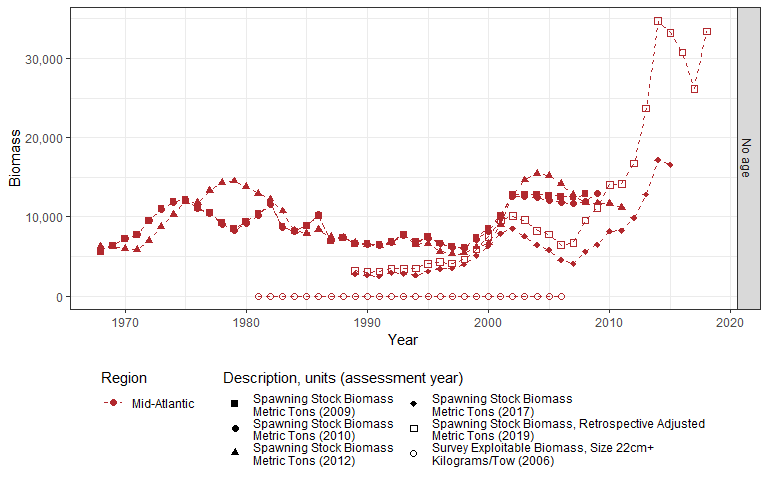 30,000
20,000
10,000
0
Biomass
No age
1970 1980 1990 2000 2010 2020
Year
Region
Mid-Atlantic
Description, units (assessment year)
Spawning Stock Biomass
Metric Tons (2009)
Spawning Stock Biomass
Metric Tons (2010)
Spawning Stock Biomass
Metric Tons (2012)
Spawning Stock Biomass
Metric Tons (2017)
Spawning Stock Biomass, Retrospective Adjusted
Metric Tons (2019)
Survey Exploitable Biomass, Size 22cm+
Kilograms/Tow (2006)